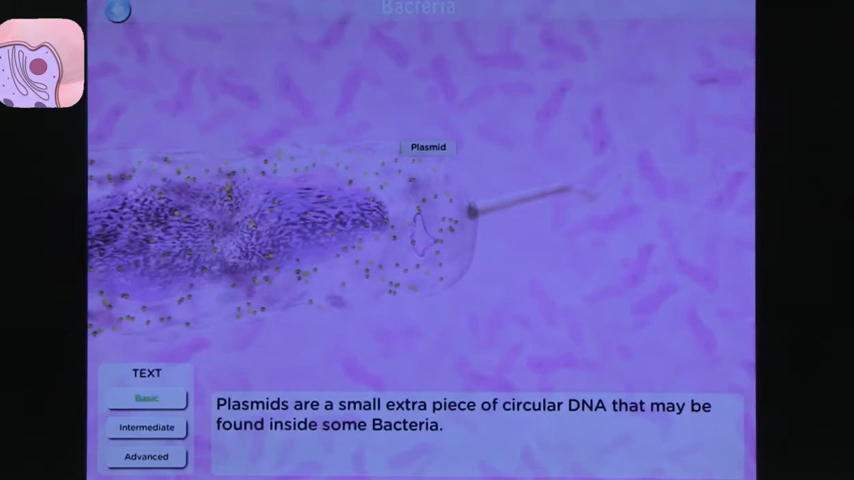 Bacteria
Plasmid
TEXT
Basic
Intermediate
Advanced
Plasmids are a small extra piece of circular DNA that may be
found inside some Bacteria.